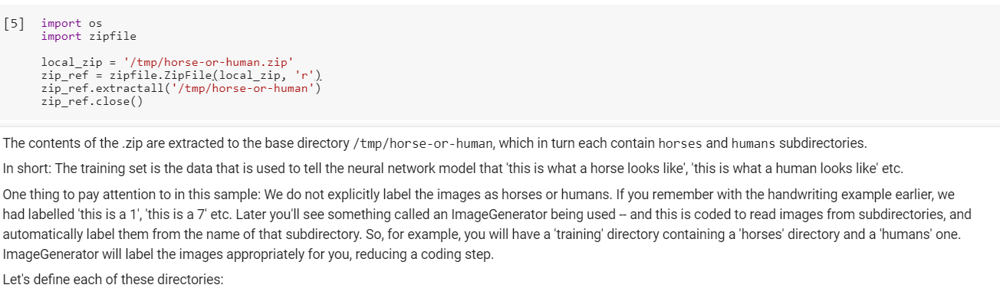 [5] import os
import zipfile
local_zip = '/tmp/horse-or-human.zip'
zip_ref = zipfile.ZipFile(local_zip, 'r')
zip_ref.extractall('/tmp/horse-or-human')
zip_ref.close()
The contents of the .zip are extracted to the base directory /tmp/horse-or-human, which in turn each contain horses and humans subdirectories.
In short: The training set is the data that is used to tell the neural network model that 'this is what a horse looks like', 'this is what a human looks like' etc.
One thing to pay attention to in this sample: We do not explicitly label the images as horses or humans. If you remember with the handwriting example earlier, we
had labelled 'this is a 1', 'this is a 7' etc. Later you'll see something called an ImageGenerator being used -- and this is coded to read images from subdirectories, and
automatically label them from the name of that subdirectory. So, for example, you will have a 'training' directory containing a 'horses' directory and a 'humans' one.
ImageGenerator will label the images appropriately for you, reducing a coding step.
Let's define each of these directories: